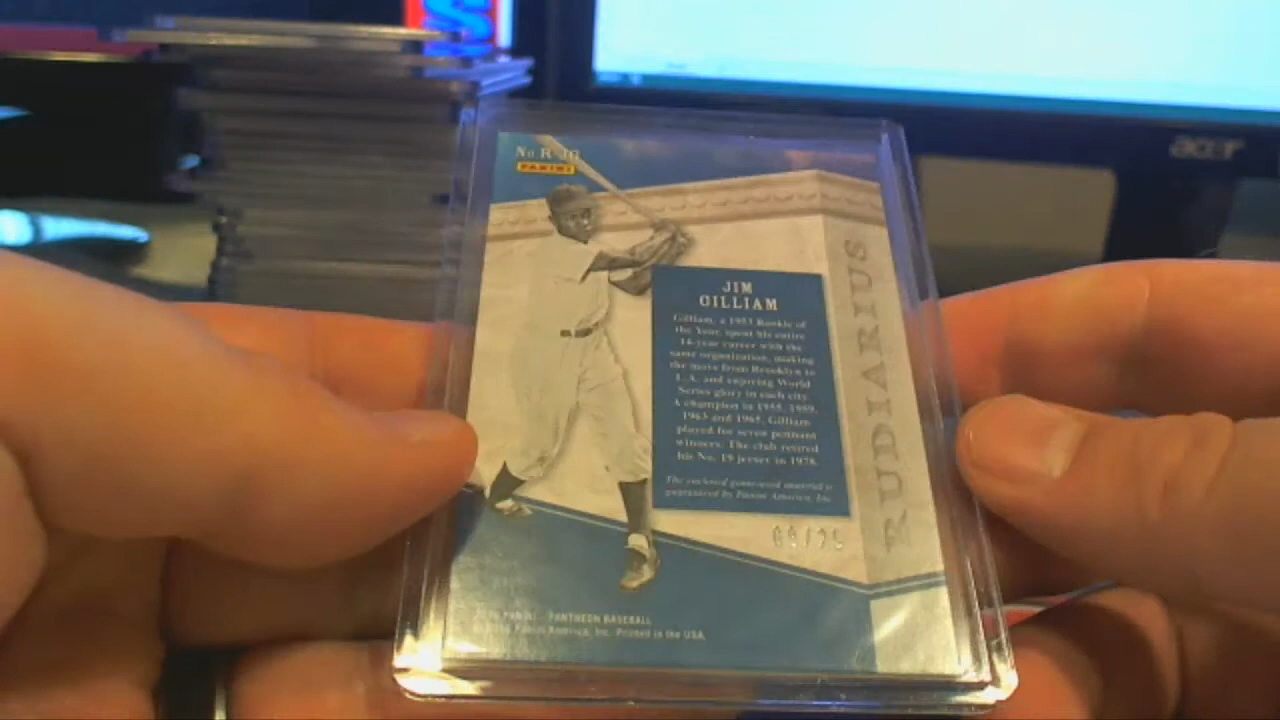 acer
No R-JG
PANINI
JIM
GILLIAM
Gilliam, a 1953 Rookie of
the Year, spent his entire
14-year career with the
same organization, making
the move from Brooklyn to
L.A. and enjoying World
Series glory in each city.
A champion in 1955, 1959,
1963 and 1965, Gilliam
played for seven pennant
winners. The club retired
his No. 19 jersey in 1978.
The enclosed game-used material is
guaranteed by Panini America, Inc.
RUDIARIUS
/25
PANINI - PANTHEON BASEBALL
Panini America, Inc. Printed in the USA.